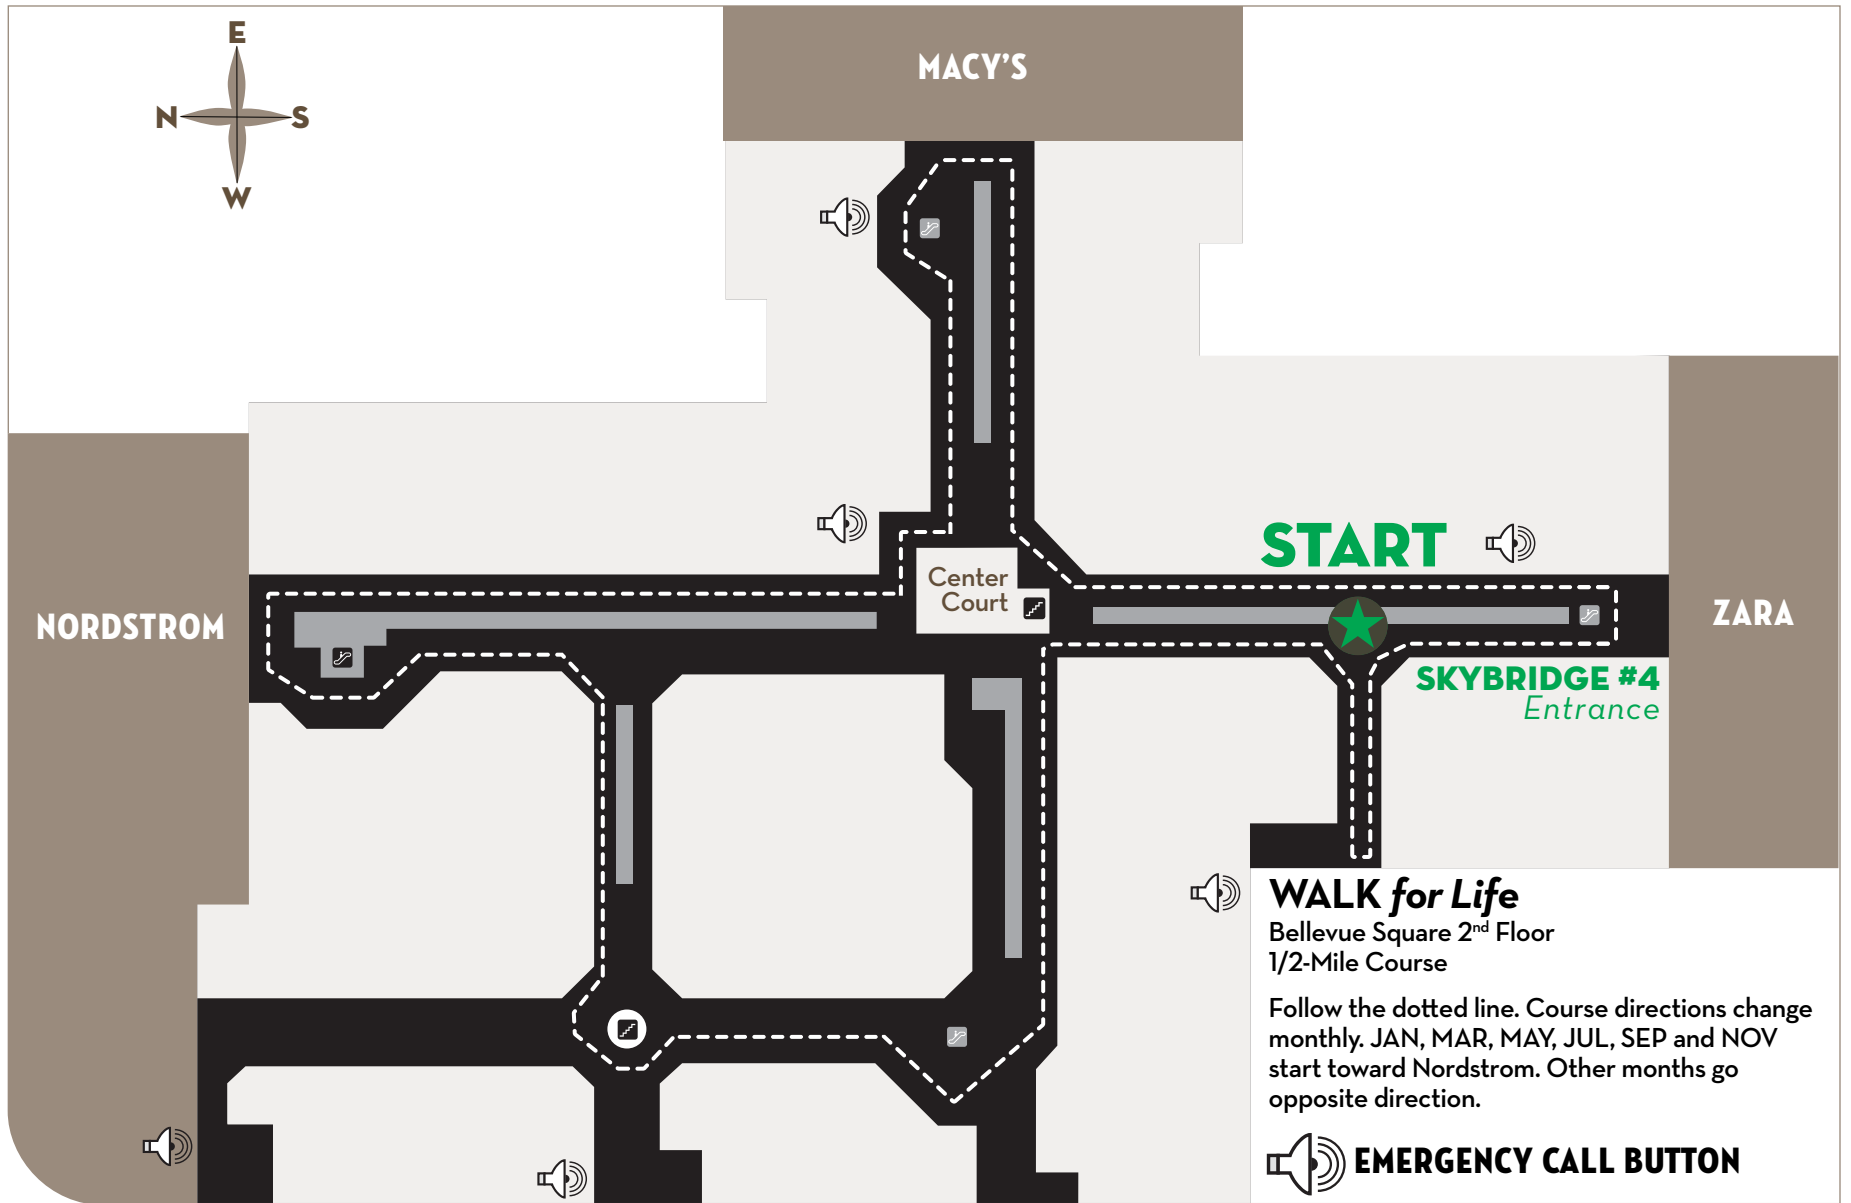 E
N S
W
MACY'S
START
Center
Court
NORDSTROM
ZARA
SKYBRIDGE #4
Entrance
WALK for Life
Bellevue Square 2nd Floor
1/2-Mile Course
Follow the dotted line. Course directions change
monthly. JAN, MAR, MAY, JUL, SEP and NOV
start toward Nordstrom. Other months go
opposite direction.
EMERGENCY CALL BUTTON